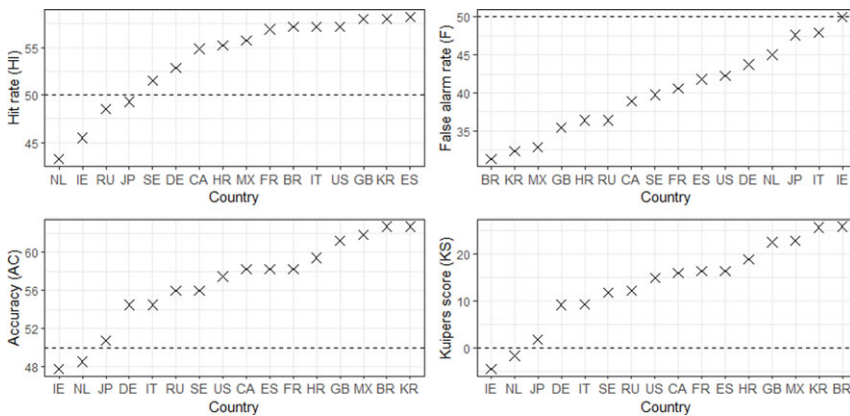 Hit rate (HI)
55
50
45
NL IE RU JP SE DE CA HR MX FR BR IT US GB KR ES
Country
False alarm rate (F)
50
45
40
35
BR KR MX GB HR RU CA SE FR ES US DE NL JP IT IE
Country
Accuracy (AC)
60
56
52
48
IE NL JP DE IT RU SE US CA ES FR HR GB MX BR KR
Country
Kuipers score (KS)
20
10
0
IE NL JP DE IT SE RU US CA FR ES HR GB MX KR BR
Country